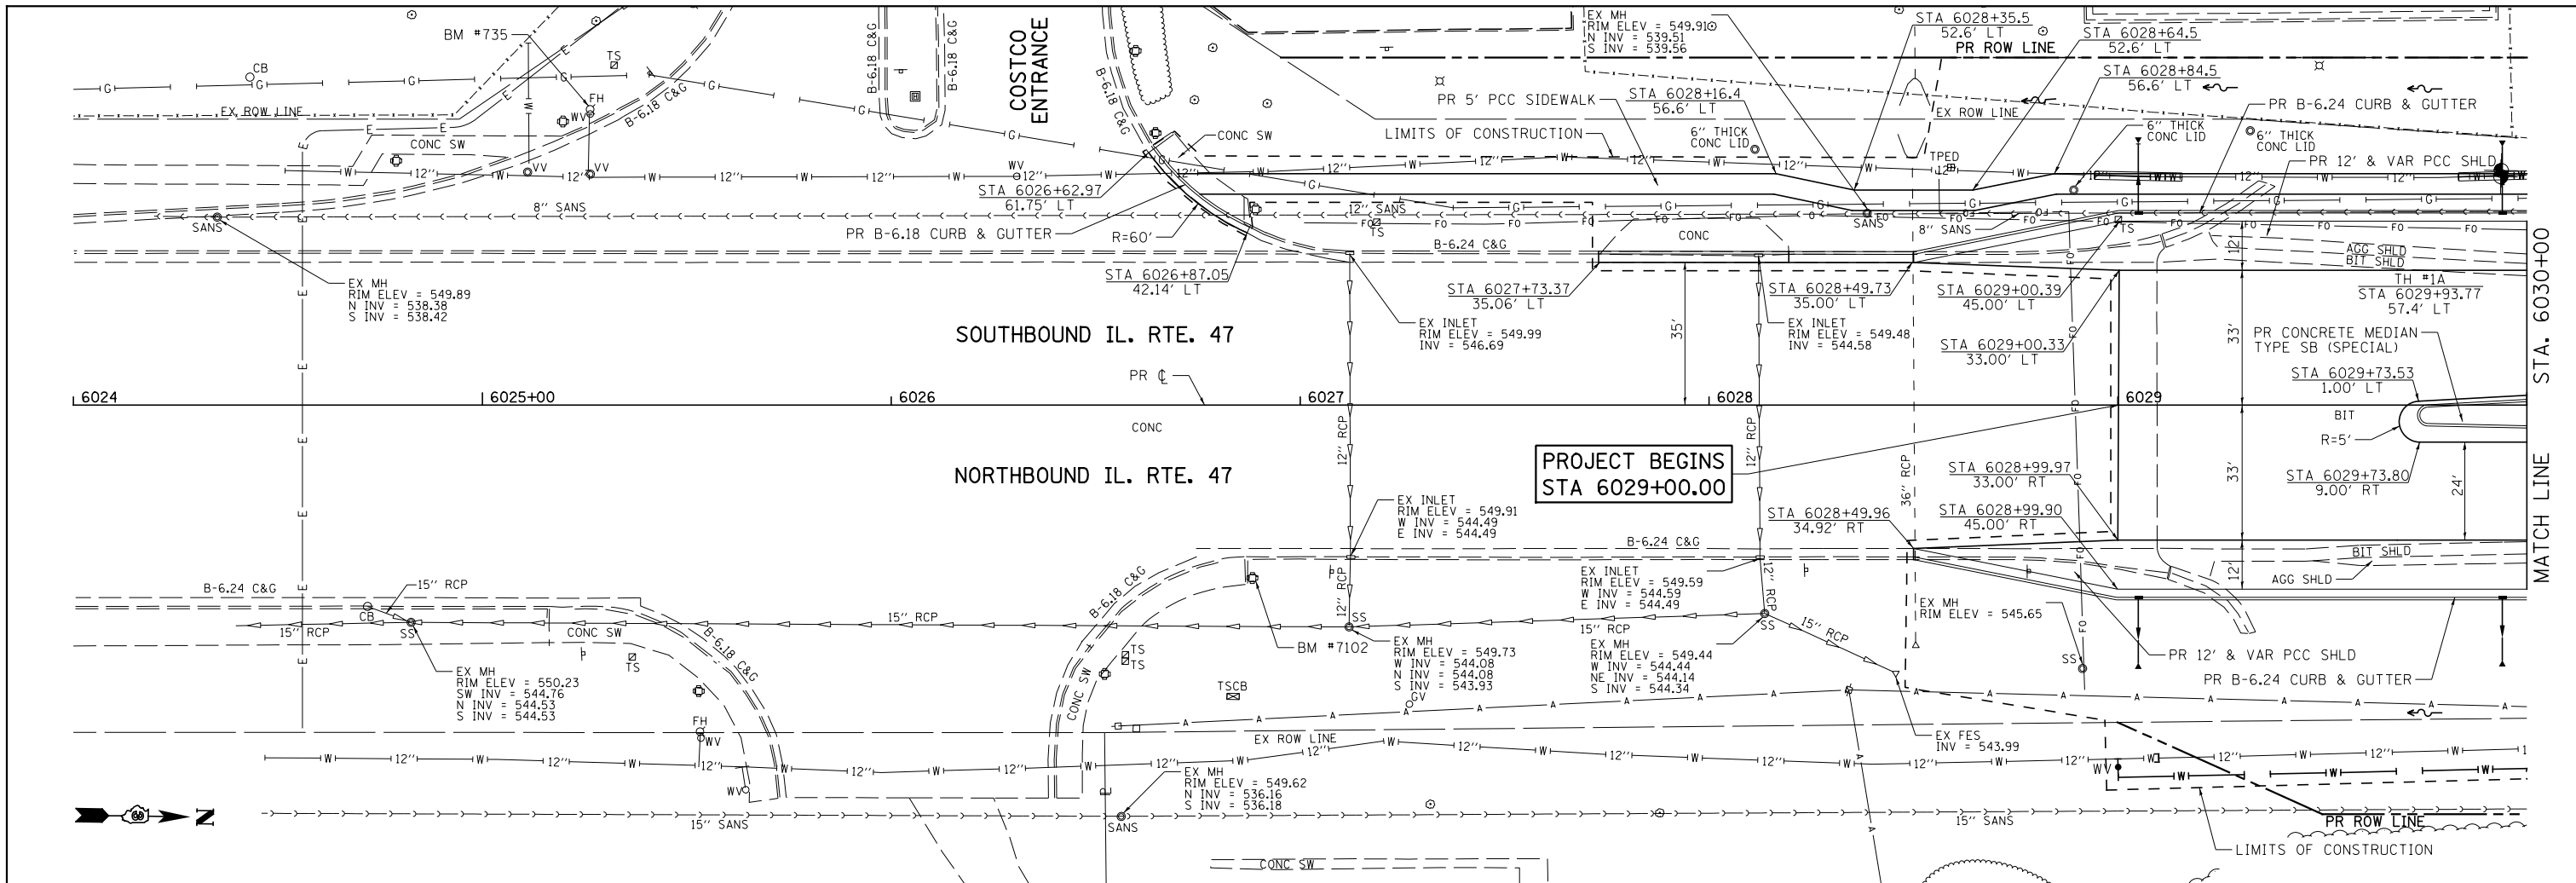 BM #735
CB
TS
G
E
W
FH
WV
EX ROW LINE
B-6.18 C&G
CONC SW
VV
VV
12"
8" SANS
SANS
EX MH
RIM ELEV = 549.89
N INV = 538.38
S INV = 538.42
B-6.18 C&G
B-6.18 C&G
COSTCO
ENTRANCE
B-6.18 C&G
CONC SW
WV
STA 6026+62.97
61.75' LT
PR B-6.18 CURB & GUTTER
R=60'
STA 6026+87.05
42.14' LT
EX MH
RIM ELEV = 549.91
N INV = 539.51
S INV = 539.56
STA 6028+35.5
52.6' LT
PR ROW LINE
STA 6028+64.5
52.6' LT
STA 6028+84.5
56.6' LT
PR 5' PCC SIDEWALK
STA 6028+16.4
56.6' LT
LIMITS OF CONSTRUCTION
6" THICK
CONC LID
EX ROW LINE
PR B-6.24 CURB & GUTTER
6" THICK
CONC LID
6" THICK
CONC LID
TPED
PR 12' & VAR PCC SHLD
12" SANS
FO
TS
SANS
8" SANS
TS
CONC
B-6.24 C&G
12'
AGG SHLD
BIT SHLD
STA 6027+73.37
35.06' LT
STA 6028+49.73
35.00' LT
STA 6029+00.39
45.00' LT
TH #1A
STA 6029+93.77
57.4' LT
EX INLET
RIM ELEV = 549.99
INV = 546.69
EX INLET
RIM ELEV = 549.48
INV = 544.58
35'
STA 6029+00.33
33.00' LT
33'
PR CONCRETE MEDIAN
TYPE SB (SPECIAL)
STA 6029+73.53
1.00' LT
SOUTHBOUND IL. RTE. 47
PR ℄
6024
6025+00
6026
6027
6028
6029
MATCH LINE STA. 6030+00
BIT
R=5'
CONC
12" RCP
12" RCP
36" RCP
NORTHBOUND IL. RTE. 47
PROJECT BEGINS
STA 6029+00.00
STA 6028+99.97
33.00' RT
33'
STA 6029+73.80
9.00' RT
24'
EX INLET
RIM ELEV = 549.91
W INV = 544.49
E INV = 544.49
STA 6028+49.96
34.92' RT
STA 6028+99.90
45.00' RT
B-6.24 C&G
BIT SHLD
AGG SHLD
12'
B-6.24 C&G
15" RCP
CB
15" RCP
SS
CONC SW
B-6.18 C&G
TS
15" RCP
B-6.18 C&G
12" RCP
EX INLET
RIM ELEV = 549.59
W INV = 544.59
E INV = 544.49
12" RCP
SS
15" RCP
15" RCP
EX MH
RIM ELEV = 545.65
SS
BM #7102
EX MH
RIM ELEV = 549.73
W INV = 544.08
N INV = 544.08
S INV = 543.93
EX MH
RIM ELEV = 549.44
W INV = 544.44
NE INV = 544.14
S INV = 544.34
SS
PR 12' & VAR PCC SHLD
PR B-6.24 CURB & GUTTER
EX MH
RIM ELEV = 550.23
SW INV = 544.76
N INV = 544.53
S INV = 544.53
TS
TS
CONC SW
TSCB
GV
A
FH
WV
EX ROW LINE
EX FES
INV = 543.99
12"
W
WV
WV
EX MH
RIM ELEV = 549.62
N INV = 536.16
S INV = 536.18
N
15" SANS
SANS
15" SANS
PR ROW LINE
LIMITS OF CONSTRUCTION
CONC SW